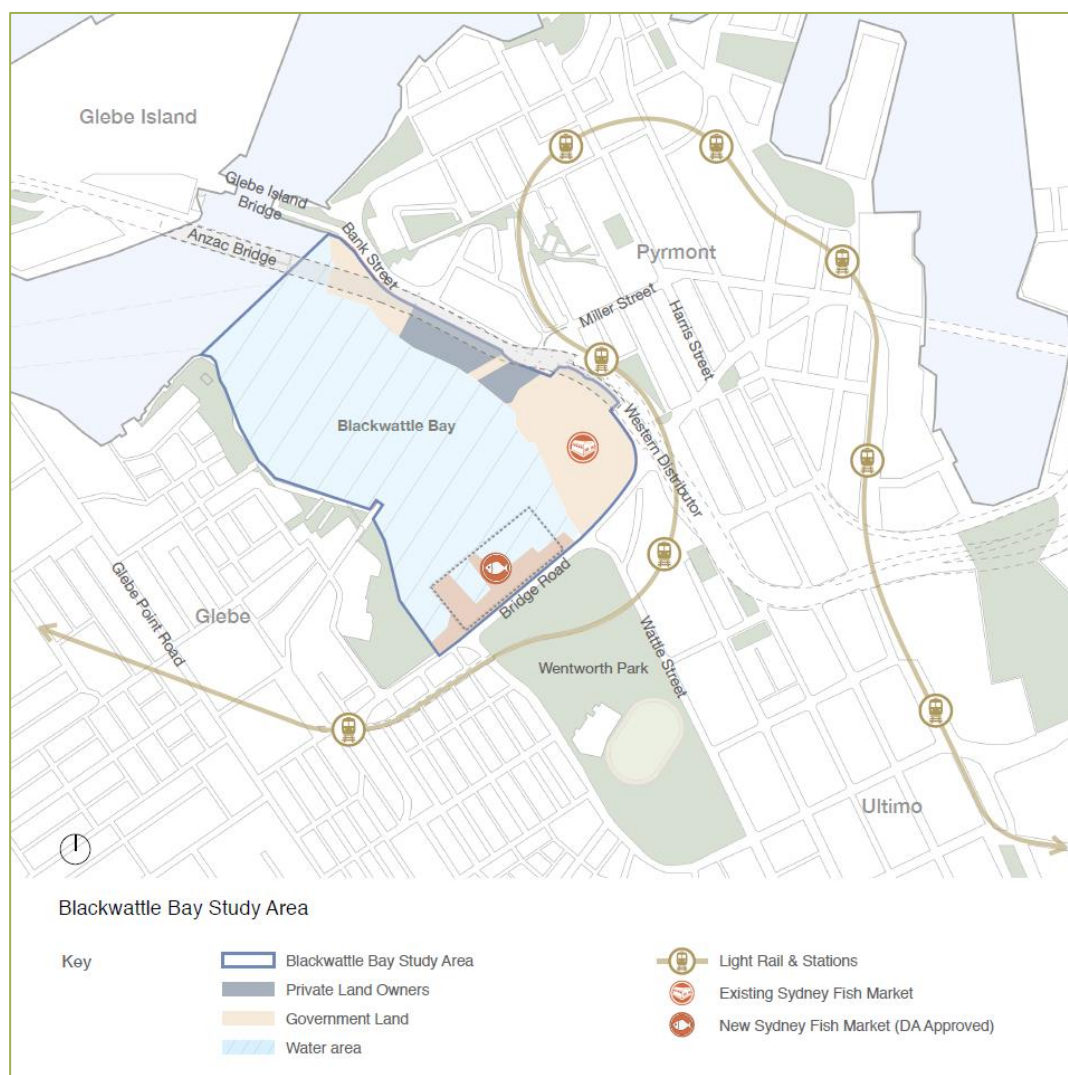 Glebe Island
Glebe Island
Bridge
Anzac Bridge
Bank Street
Pyrmont
Miller Street
Harris Street
Blackwattle Bay
Western Distributor
Bridge Road
Glebe Point Road
Glebe
Wattle Street
Wentworth Park
Ultimo
Blackwattle Bay Study Area
Key
Blackwattle Bay Study Area
Private Land Owners
Government Land
Water area
Light Rail & Stations
Existing Sydney Fish Market
New Sydney Fish Market (DA Approved)